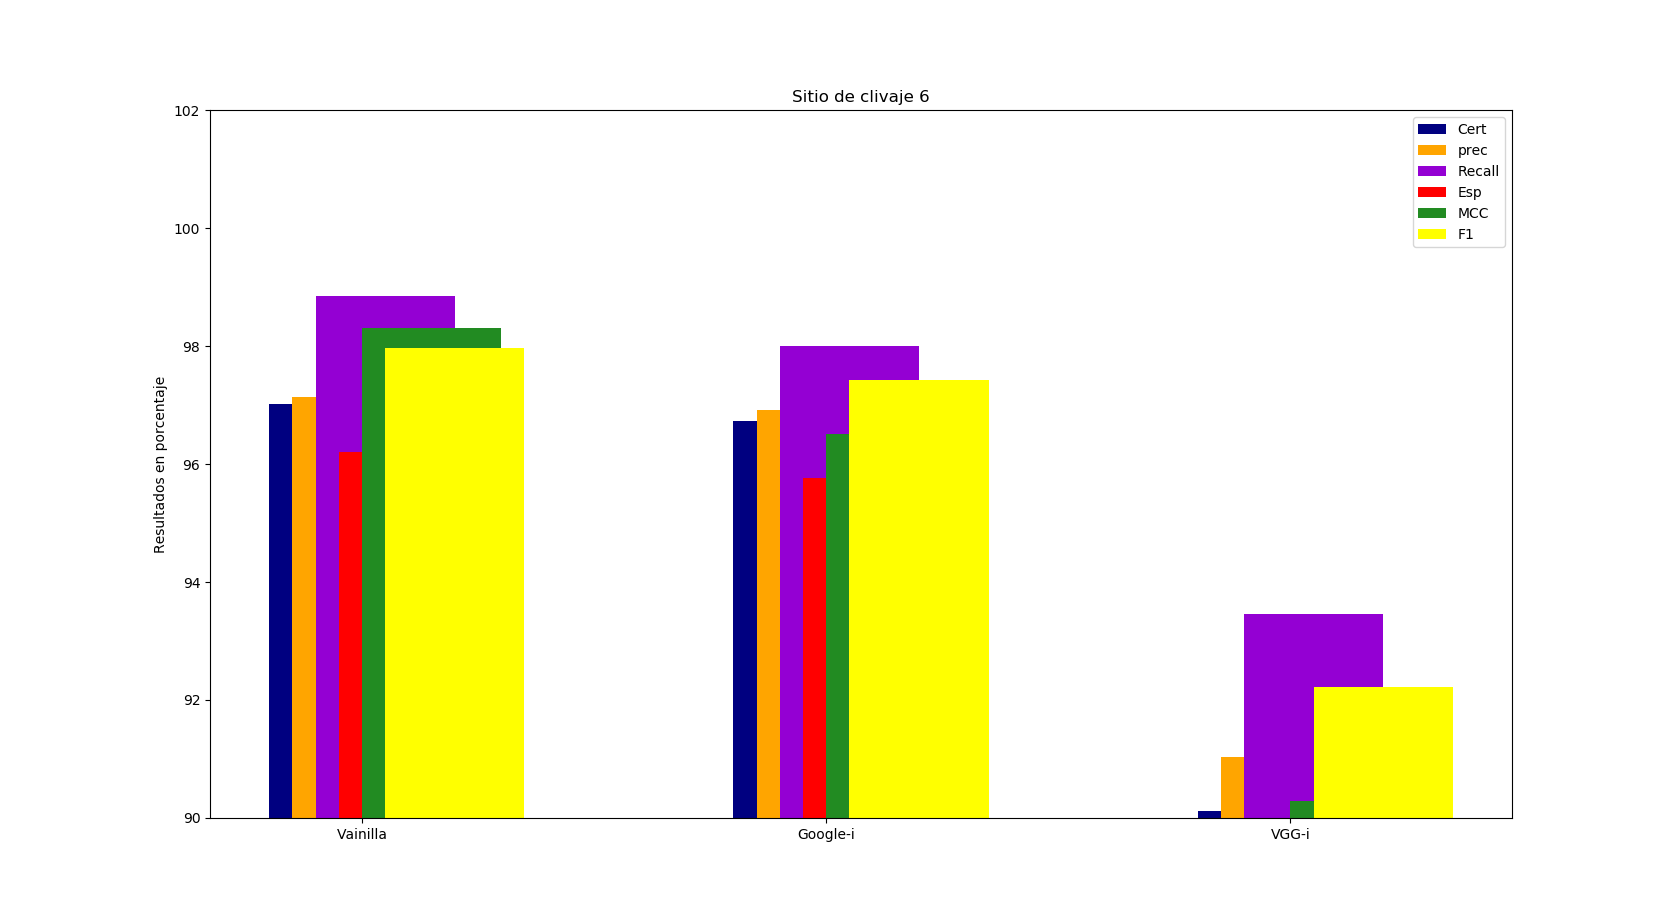 Sitio de clivaje 6
102
100
98
96
94
92
90
Resultados en porcentaje
Cert
prec
Recall
Esp
MCC
F1
Vainilla
Google-i
VGG-i